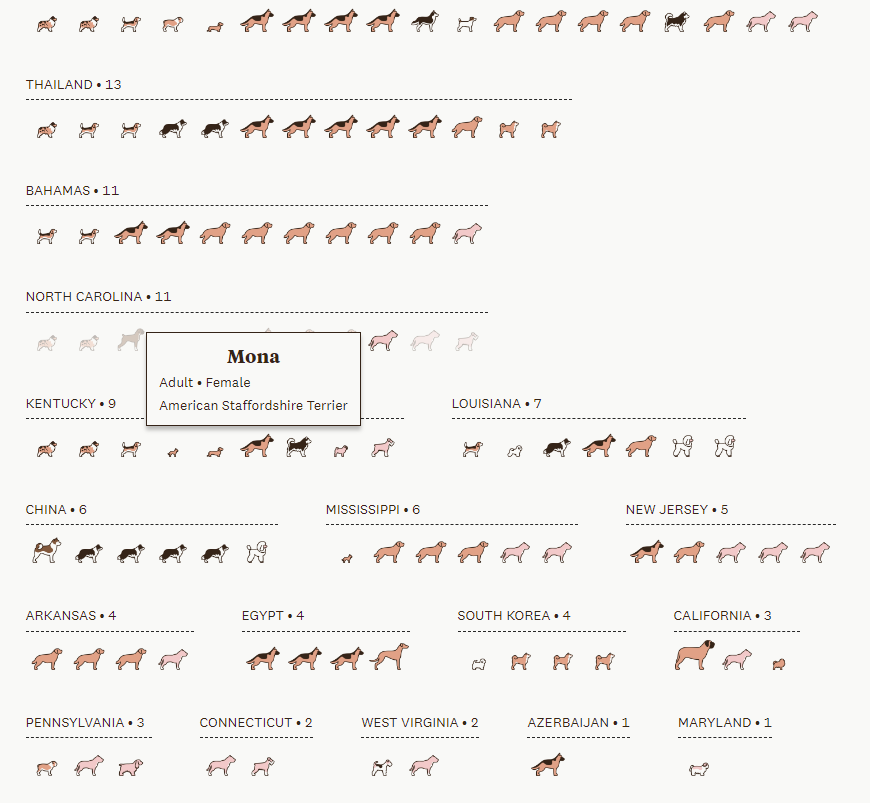 THAILAND • 13
BAHAMAS • 11
NORTH CAROLINA • 11
Mona
Adult • Female
American Staffordshire Terrier
KENTUCKY • 9
LOUISIANA • 7
CHINA • 6
MISSISSIPPI • 6
NEW JERSEY • 5
ARKANSAS • 4
EGYPT • 4
SOUTH KOREA • 4
CALIFORNIA • 3
PENNSYLVANIA • 3
CONNECTICUT • 2
WEST VIRGINIA • 2
AZERBAIJAN • 1
MARYLAND • 1